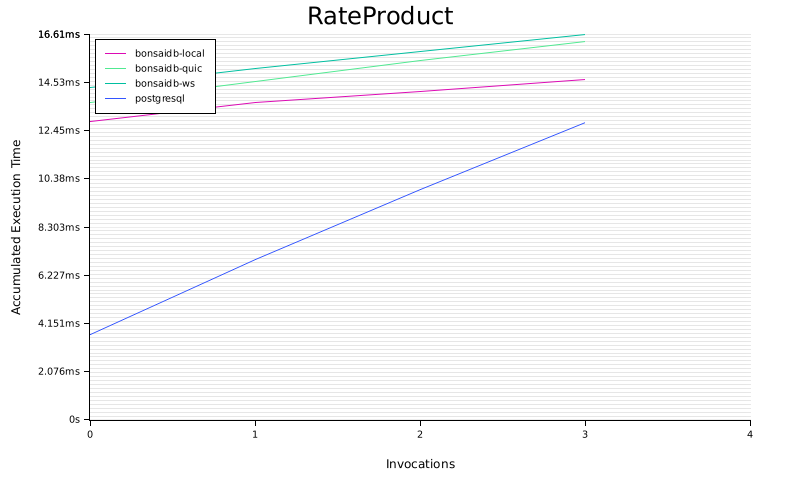 RateProduct
16.61ms
14.53ms
12.45ms
10.38ms
8.303ms
6.227ms
4.151ms
2.076ms
0s
Accumulated Execution Time
bonsaidb-local
bonsaidb-quic
bonsaidb-ws
postgresql
0 1 2 3 4
Invocations